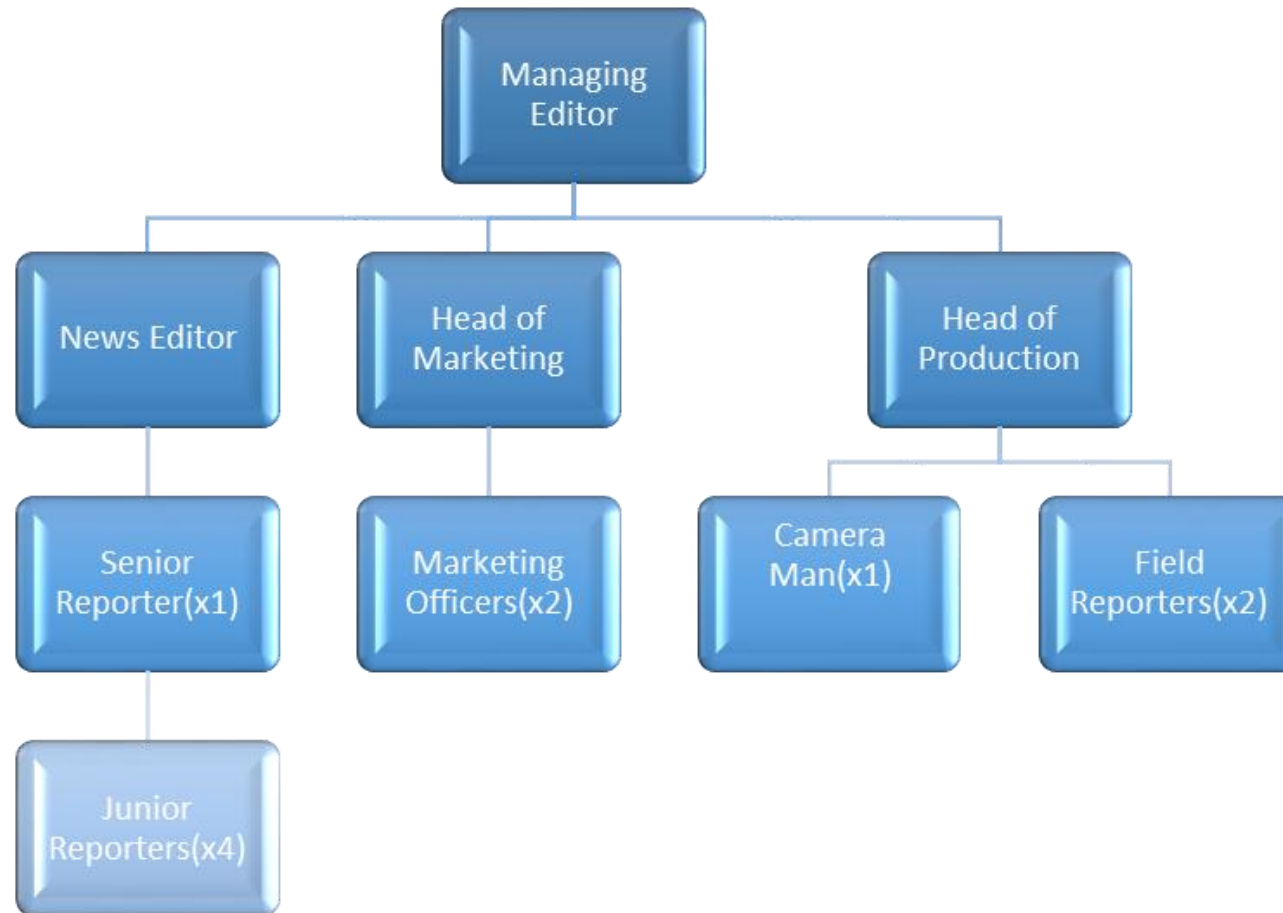 Managing
Editor
News Editor
Head of
Marketing
Head of
Production
Senior
Reporter(x1)
Marketing
Officers(x2)
Camera
Man(x1)
Field
Reporters(x2)
Junior
Reporters(x4)